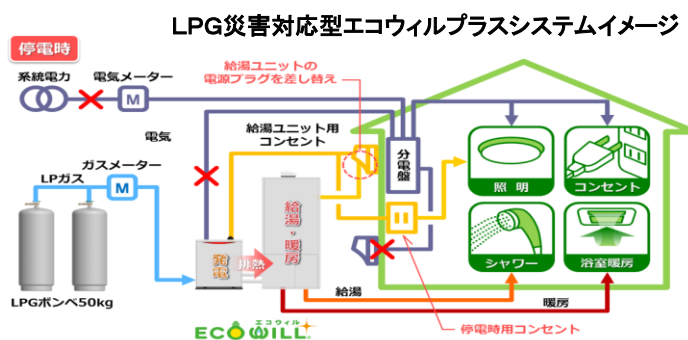 LPG災害対応型エコウィルプラスシステムイメージ
停電時
給湯ユニットの
電源プラグを差し替え
系統電力
電気メーター
M
電気
給湯ユニット用
コンセント
分電盤
照明
コンセント
ガスメーター
LPガス
M
給湯・暖房
発電
排熱
シャワー
浴室暖房
LPGボンベ50kg
給湯
暖房
エコウィル
ECOWILL
停電時用コンセント